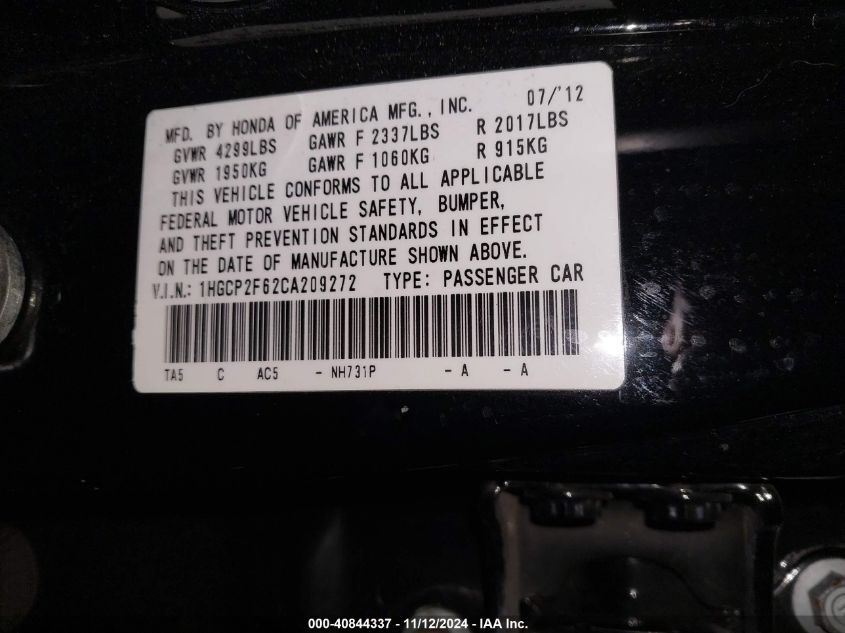 MFD. BY HONDA OF AMERICA MFG., INC. 07/'12
GVWR 4299LBS GAWR F 2337LBS R 2017LBS
GVWR 1950KG GAWR F 1060KG R 915KG
THIS VEHICLE CONFORMS TO ALL APPLICABLE
FEDERAL MOTOR VEHICLE SAFETY, BUMPER,
AND THEFT PREVENTION STANDARDS IN EFFECT
ON THE DATE OF MANUFACTURE SHOWN ABOVE.
V.I.N.: 1HGCP2F62CA209272 TYPE: PASSENGER CAR
TA5 C AC5 - NH731P - A - A
000-40844337 - 11/12/2024 - IAA Inc.